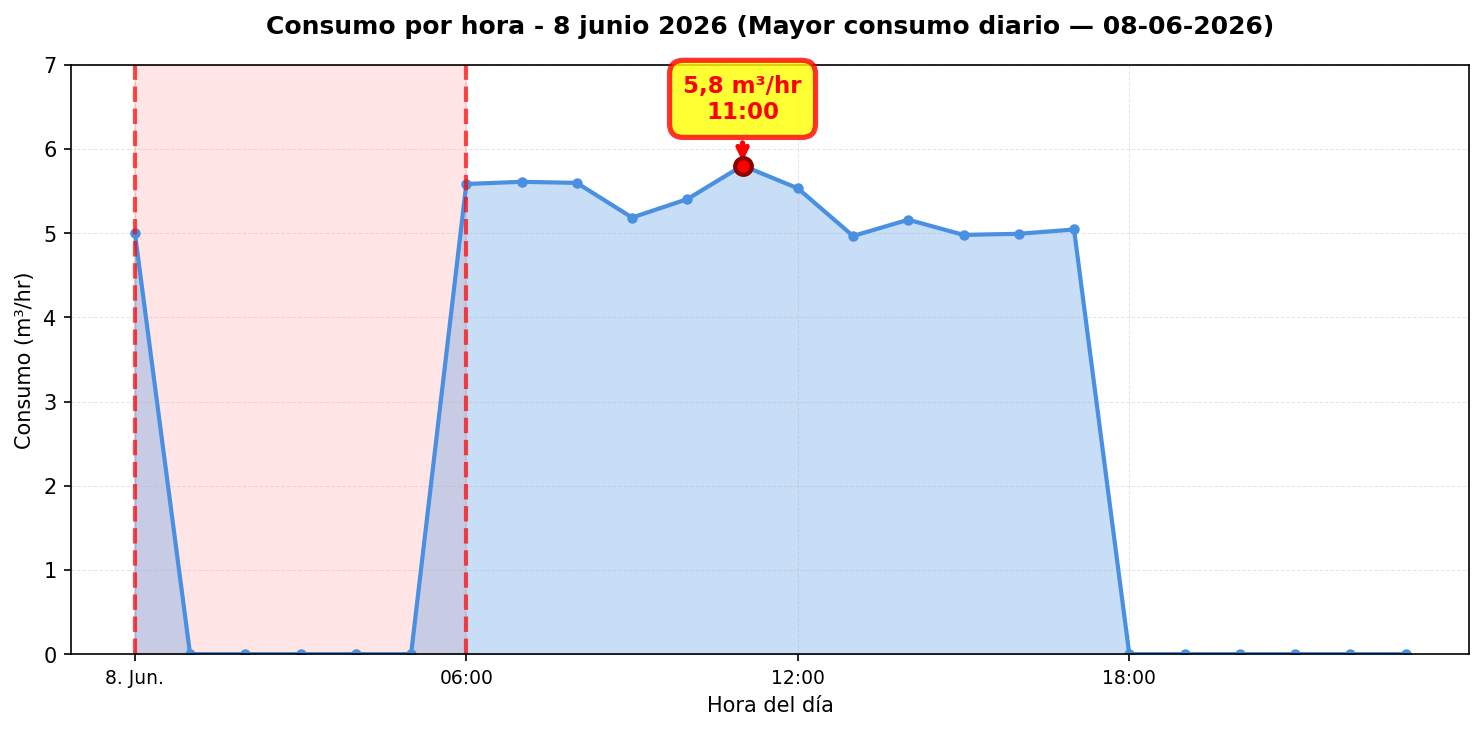 Consumo por hora - 8 junio 2026 (Mayor consumo diario — 08-06-2026)
5,8 m³/hr
11:00
Consumo (m³/hr)
7
6
5
4
3
2
1
0
8. Jun.
06:00
12:00
18:00
Hora del día